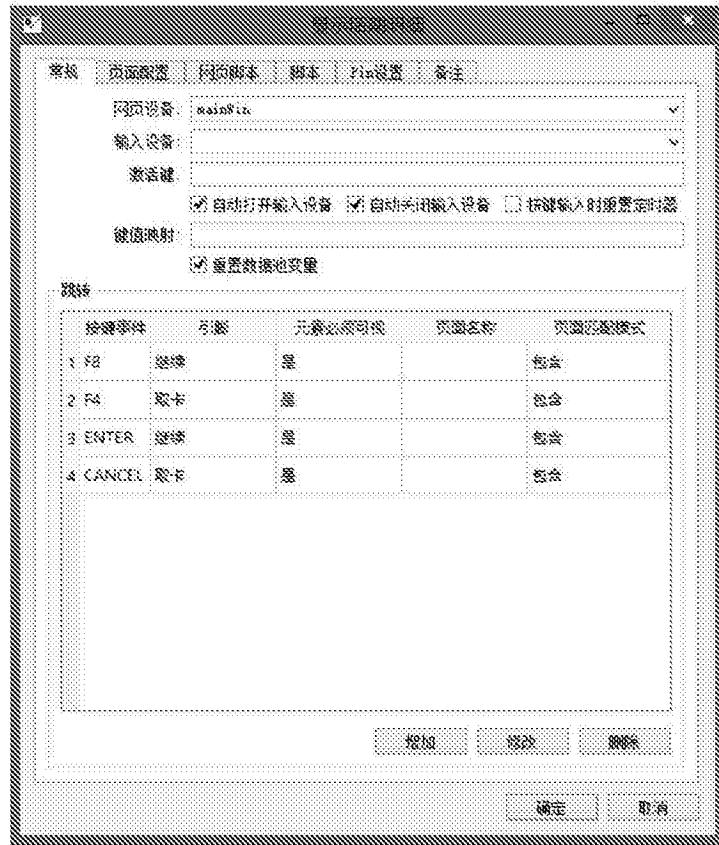 常规 页面配置 网页脚本 脚本 Pin设置 备注
网页设备: mainWin
输入设备:
激活键
自动打开输入设备 自动关闭输入设备 按键输入时重置定时器
键值映射:
重置数据池变量
跳转
按键事件 引脚 元素必须可视 页面名称 页面匹配模式
1 F8 继续 是 包含
2 F4 取卡 是 包含
3 ENTER 继续 是 包含
4 CANCEL 取卡 是 包含
增加 修改 删除
确定 取消